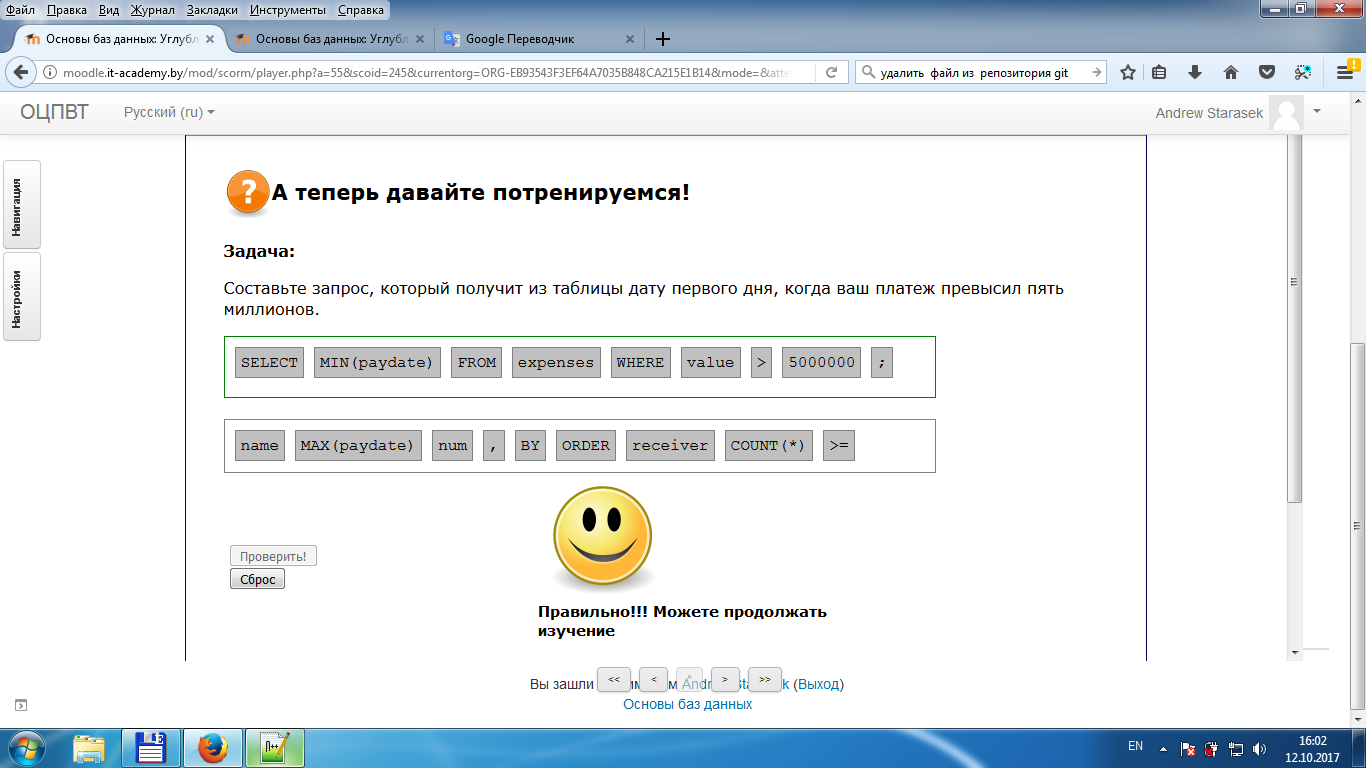 Файл Правка Вид Журнал Закладки Инструменты Справка
Основы баз данных: Углубл × Основы баз данных: Углубл × Google Переводчик × +
moodle.it-academy.by/mod/scorm/player.php?a=55&scoid=245&currentorg=ORG-EB93543F3EF64A7035B848CA215E1B14&mode=&atte
удалить файл из репозитория git
ОЦПВТ Русский (ru) Andrew Starasek
Навигация
Настройки
? А теперь давайте потренируемся!
Задача:
Составьте запрос, который получит из таблицы дату первого дня, когда ваш платеж превысил пять
миллионов.
SELECT MIN(paydate) FROM expenses WHERE value > 5000000 ;
name MAX(paydate) num , BY ORDER receiver COUNT(*) >=
Проверить!
Сброс
Правильно!!! Можете продолжать
изучение
<< < ^ > >>
Вы зашли Andrew Starasek (Выход)
Основы баз данных
EN 16:02
12.10.2017